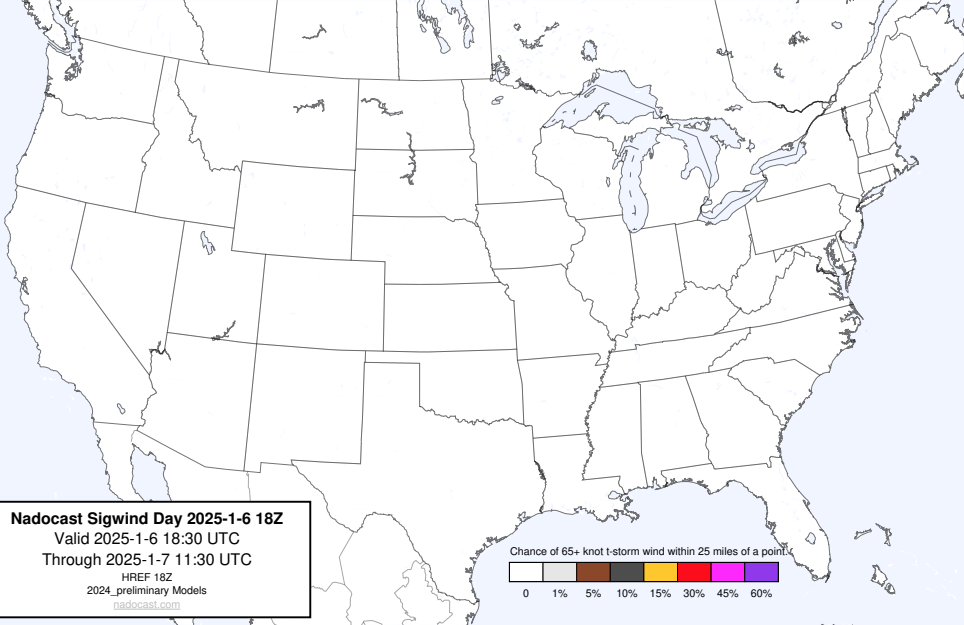 Nadocast Sigwind Day 2025-1-6 18Z
Valid 2025-1-6 18:30 UTC
Through 2025-1-7 11:30 UTC
HREF 18Z
2024_preliminary Models
nadocast.com
Chance of 65+ knot t-storm wind within 25 miles of a point.
0 1% 5% 10% 15% 30% 45% 60%